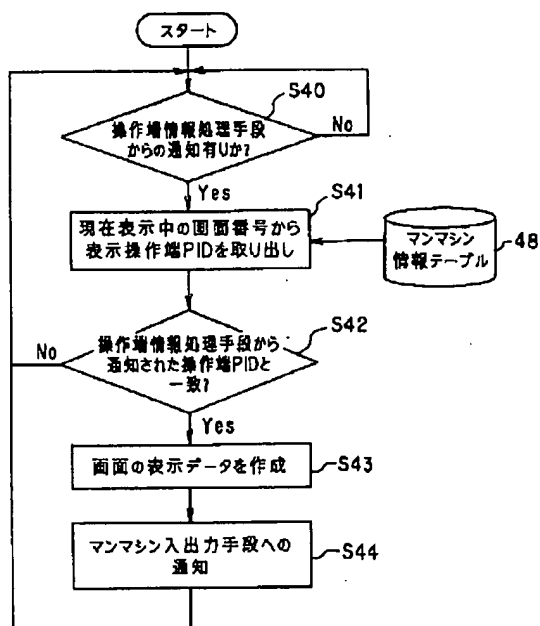 スタート
S40
操作端情報処理手段
からの通知有りか?
No
Yes
S41
現在表示中の画面番号から
表示操作端PIDを取り出し
マンマシン
情報テーブル
48
S42
No
操作端情報処理手段から
通知された操作端PIDと
一致?
Yes
画面の表示データを作成
S43
マンマシン入出力手段への
通知
S44